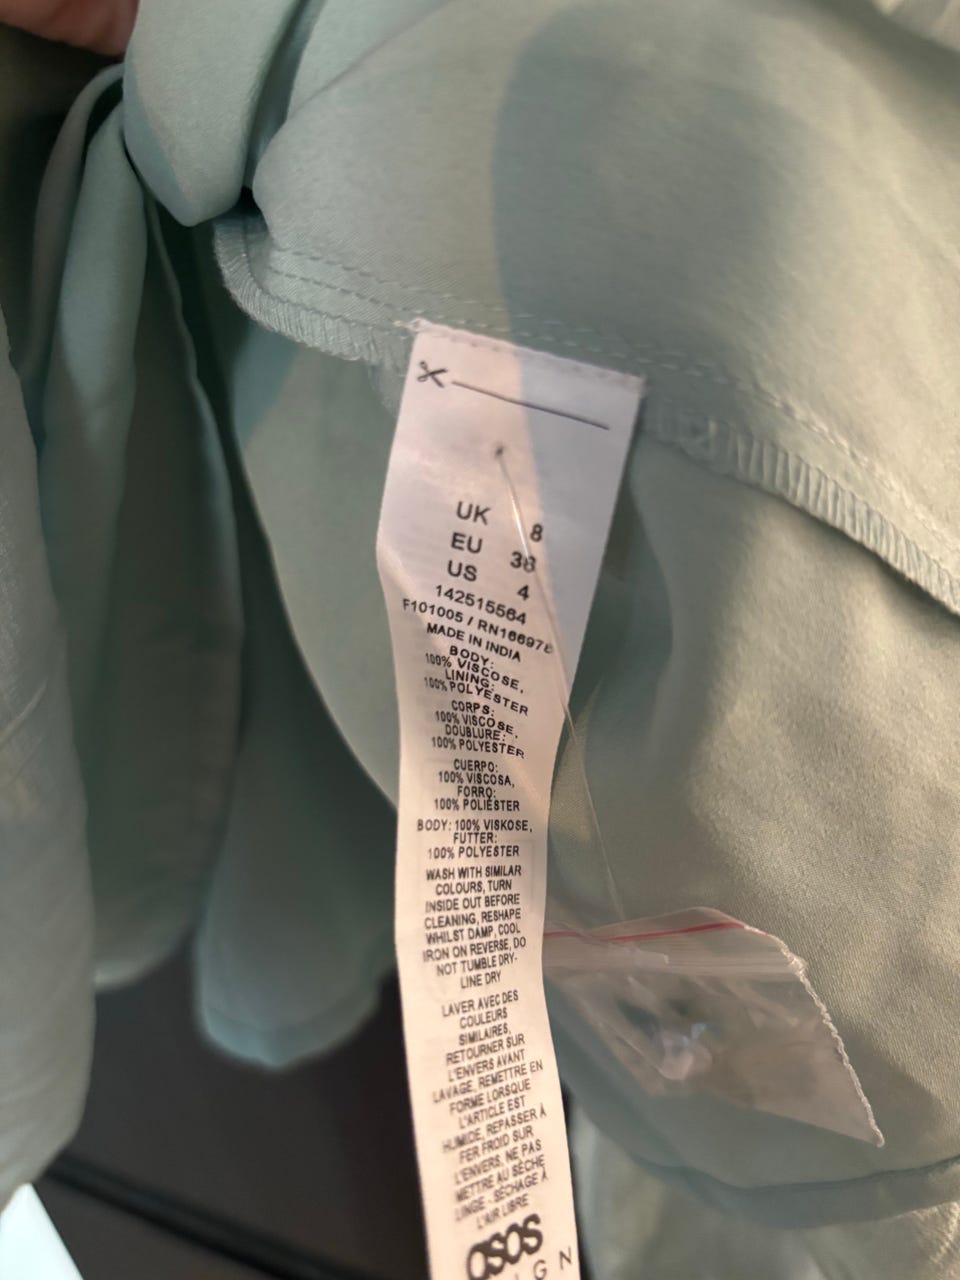 UK 8
EU 38
US 4
142515564
F101005 / RN166978
MADE IN INDIA
BODY:
100% VISCOSE,
LINING:
100% POLYESTER
CORPS:
100% VISCOSE,
DOUBLURE:
100% POLYESTER
CUERPO:
100% VISCOSA,
FORRO:
100% POLIÉSTER
BODY: 100% VISKOSE,
FUTTER:
100% POLYESTER
WASH WITH SIMILAR
COLOURS, TURN
INSIDE OUT BEFORE
CLEANING, RESHAPE
WHILST DAMP, COOL
IRON ON REVERSE, DO
NOT TUMBLE DRY-
LINE DRY
LAVER AVEC DES
COULEURS
SIMILAIRES,
RETOURNER SUR
L'ENVERS AVANT
LAVAGE, REMETTRE EN
FORME LORSQUE
L'ARTICLE EST
HUMIDE, REPASSER À
FER FROID SUR
L'ENVERS, NE PAS
METTRE AU SÈCHE
LINGE - SÉCHAGE À
L'AIR LIBRE
asos
IGN